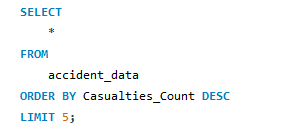 SELECT
    *
FROM
    accident_data
ORDER BY Casualties_Count DESC
LIMIT 5;